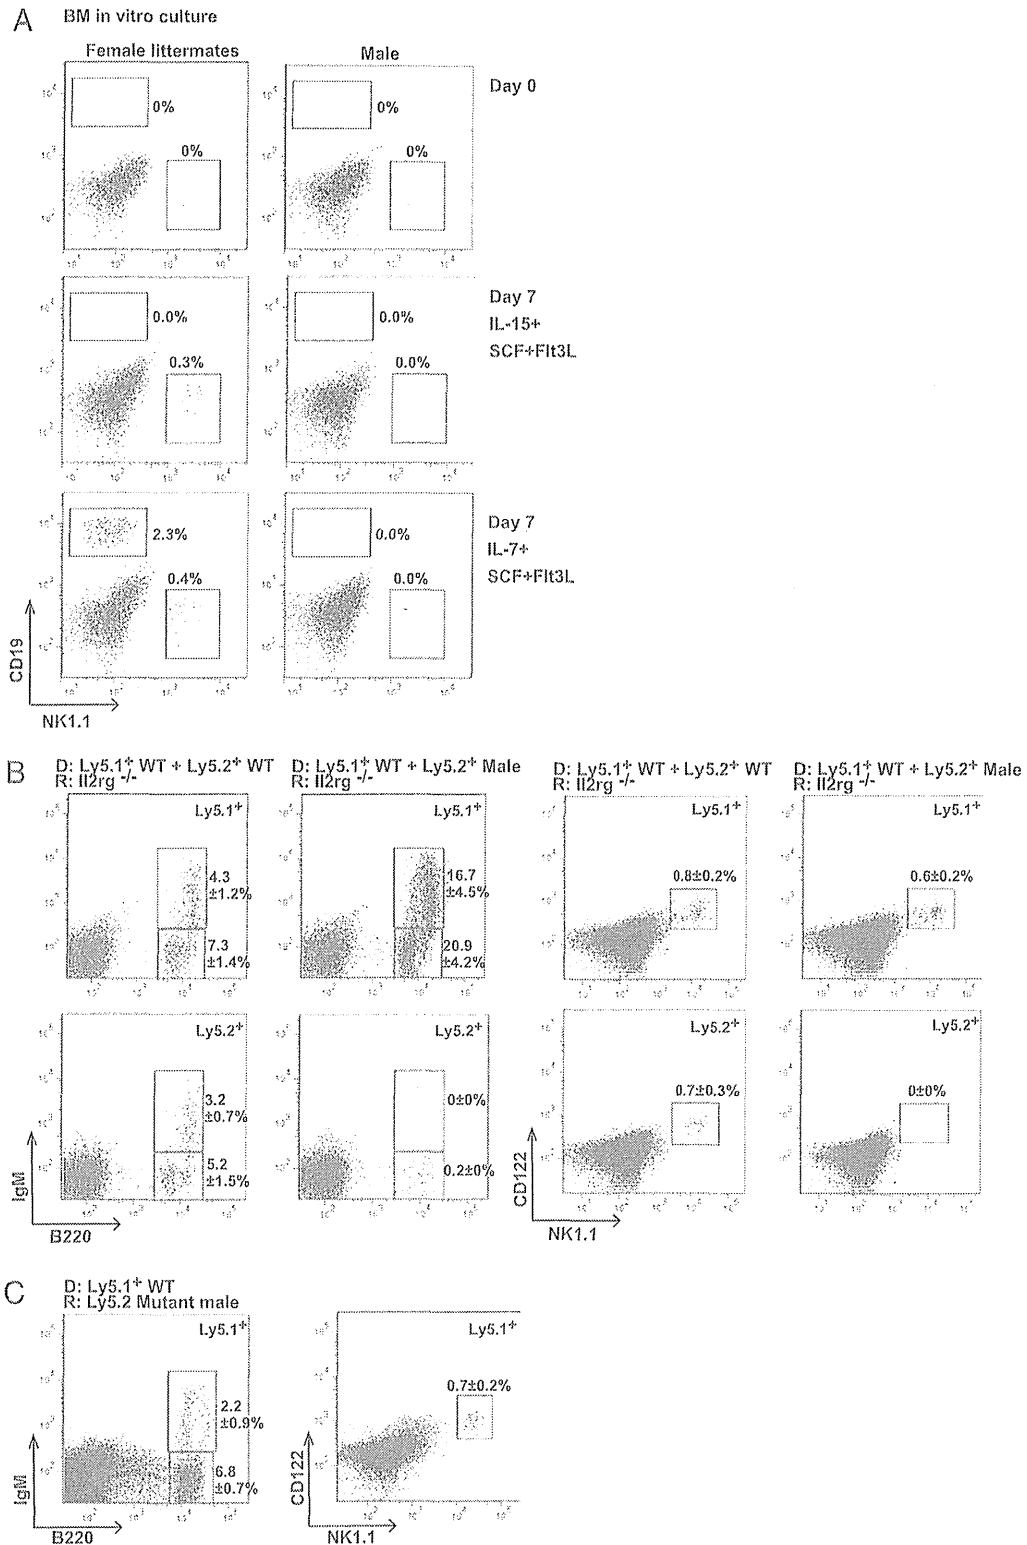 A BM in vitro culture
Female littermates
Male
Day 0
0%
0%
0%
0%
Day 7
IL-15+
SCF+Flt3L
0.0%
0.3%
0.0%
0.0%
Day 7
IL-7+
SCF+Flt3L
2.3%
0.4%
0.0%
0.0%
CD19
NK1.1
B
D: Ly5.1+ WT + Ly5.2+ WT
R: Il2rg -/-
D: Ly5.1+ WT + Ly5.2+ Male
R: Il2rg -/-
D: Ly5.1+ WT + Ly5.2+ WT
R: Il2rg -/-
D: Ly5.1+ WT + Ly5.2+ Male
R: Il2rg -/-
Ly5.1+
4.3
±1.2%
7.3
±1.4%
Ly5.1+
16.7
±4.5%
20.9
±4.2%
Ly5.1+
0.8±0.2%
Ly5.1+
0.6±0.2%
Ly5.2+
3.2
±0.7%
5.2
±1.5%
Ly5.2+
0±0%
0.2±0%
Ly5.2+
0.7±0.3%
Ly5.2+
0±0%
IgM
B220
CD122
NK1.1
C
D: Ly5.1+ WT
R: Ly5.2 Mutant male
Ly5.1+
2.2
±0.9%
6.8
±0.7%
Ly5.1+
0.7±0.2%
IgM
B220
CD122
NK1.1